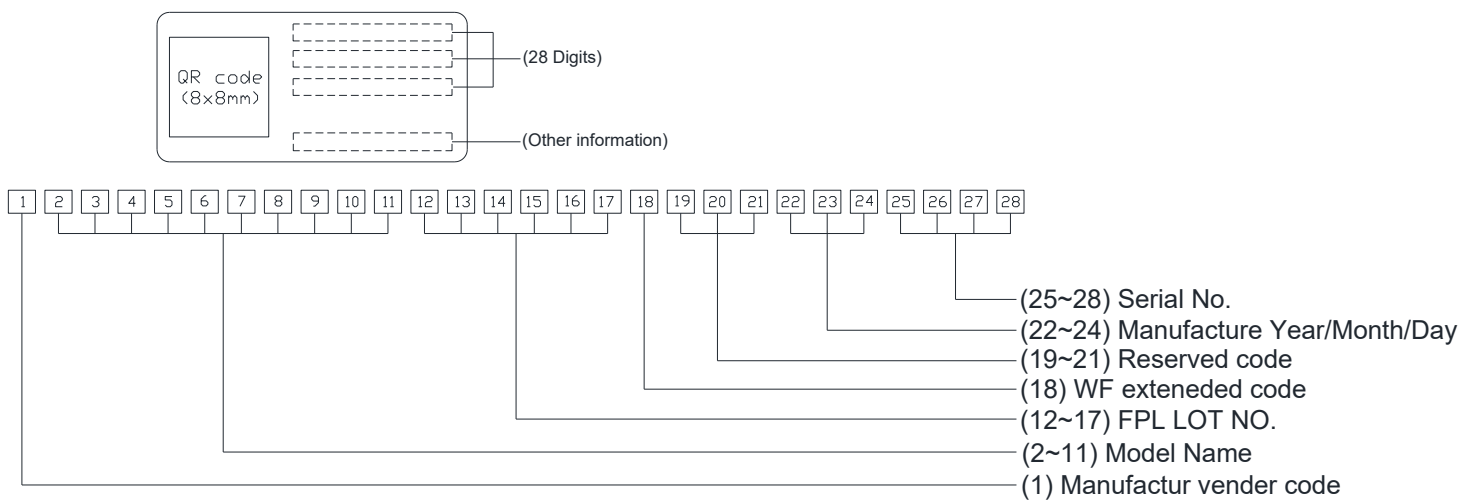 QR code
(8x8mm)
(28 Digits)
(Other information)
1 2 3 4 5 6 7 8 9 10 11 12 13 14 15 16 17 18 19 20 21 22 23 24 25 26 27 28
(25~28) Serial No.
(22~24) Manufacture Year/Month/Day
(19~21) Reserved code
(18) WF exteneded code
(12~17) FPL LOT NO.
(2~11) Model Name
(1) Manufactur vender code